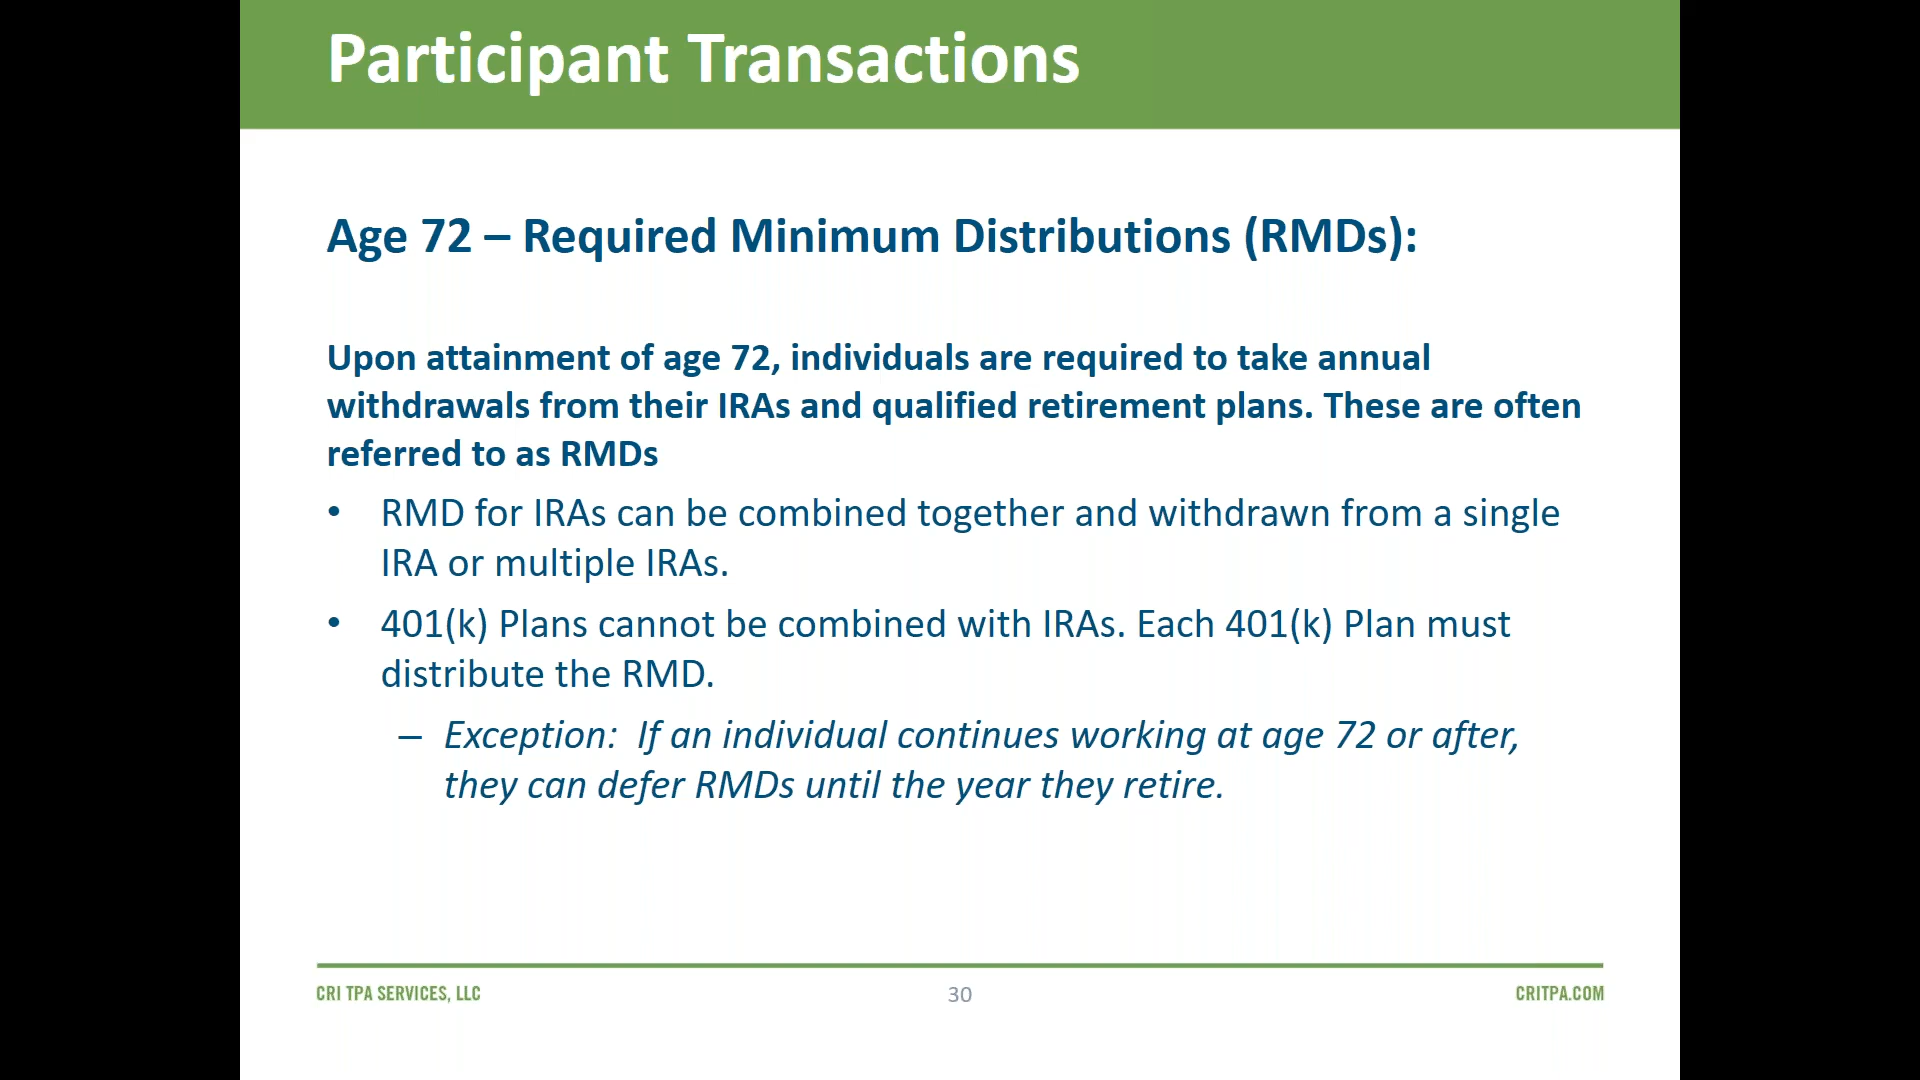 Participant Transactions
Age 72 – Required Minimum Distributions (RMDs):
Upon attainment of age 72, individuals are required to take annual
withdrawals from their IRAs and qualified retirement plans. These are often
referred to as RMDs
• RMD for IRAs can be combined together and withdrawn from a single
IRA or multiple IRAs.
• 401(k) Plans cannot be combined with IRAs. Each 401(k) Plan must
distribute the RMD.
– Exception:  If an individual continues working at age 72 or after,
they can defer RMDs until the year they retire.
CRI TPA SERVICES, LLC
30
CRITPA.COM